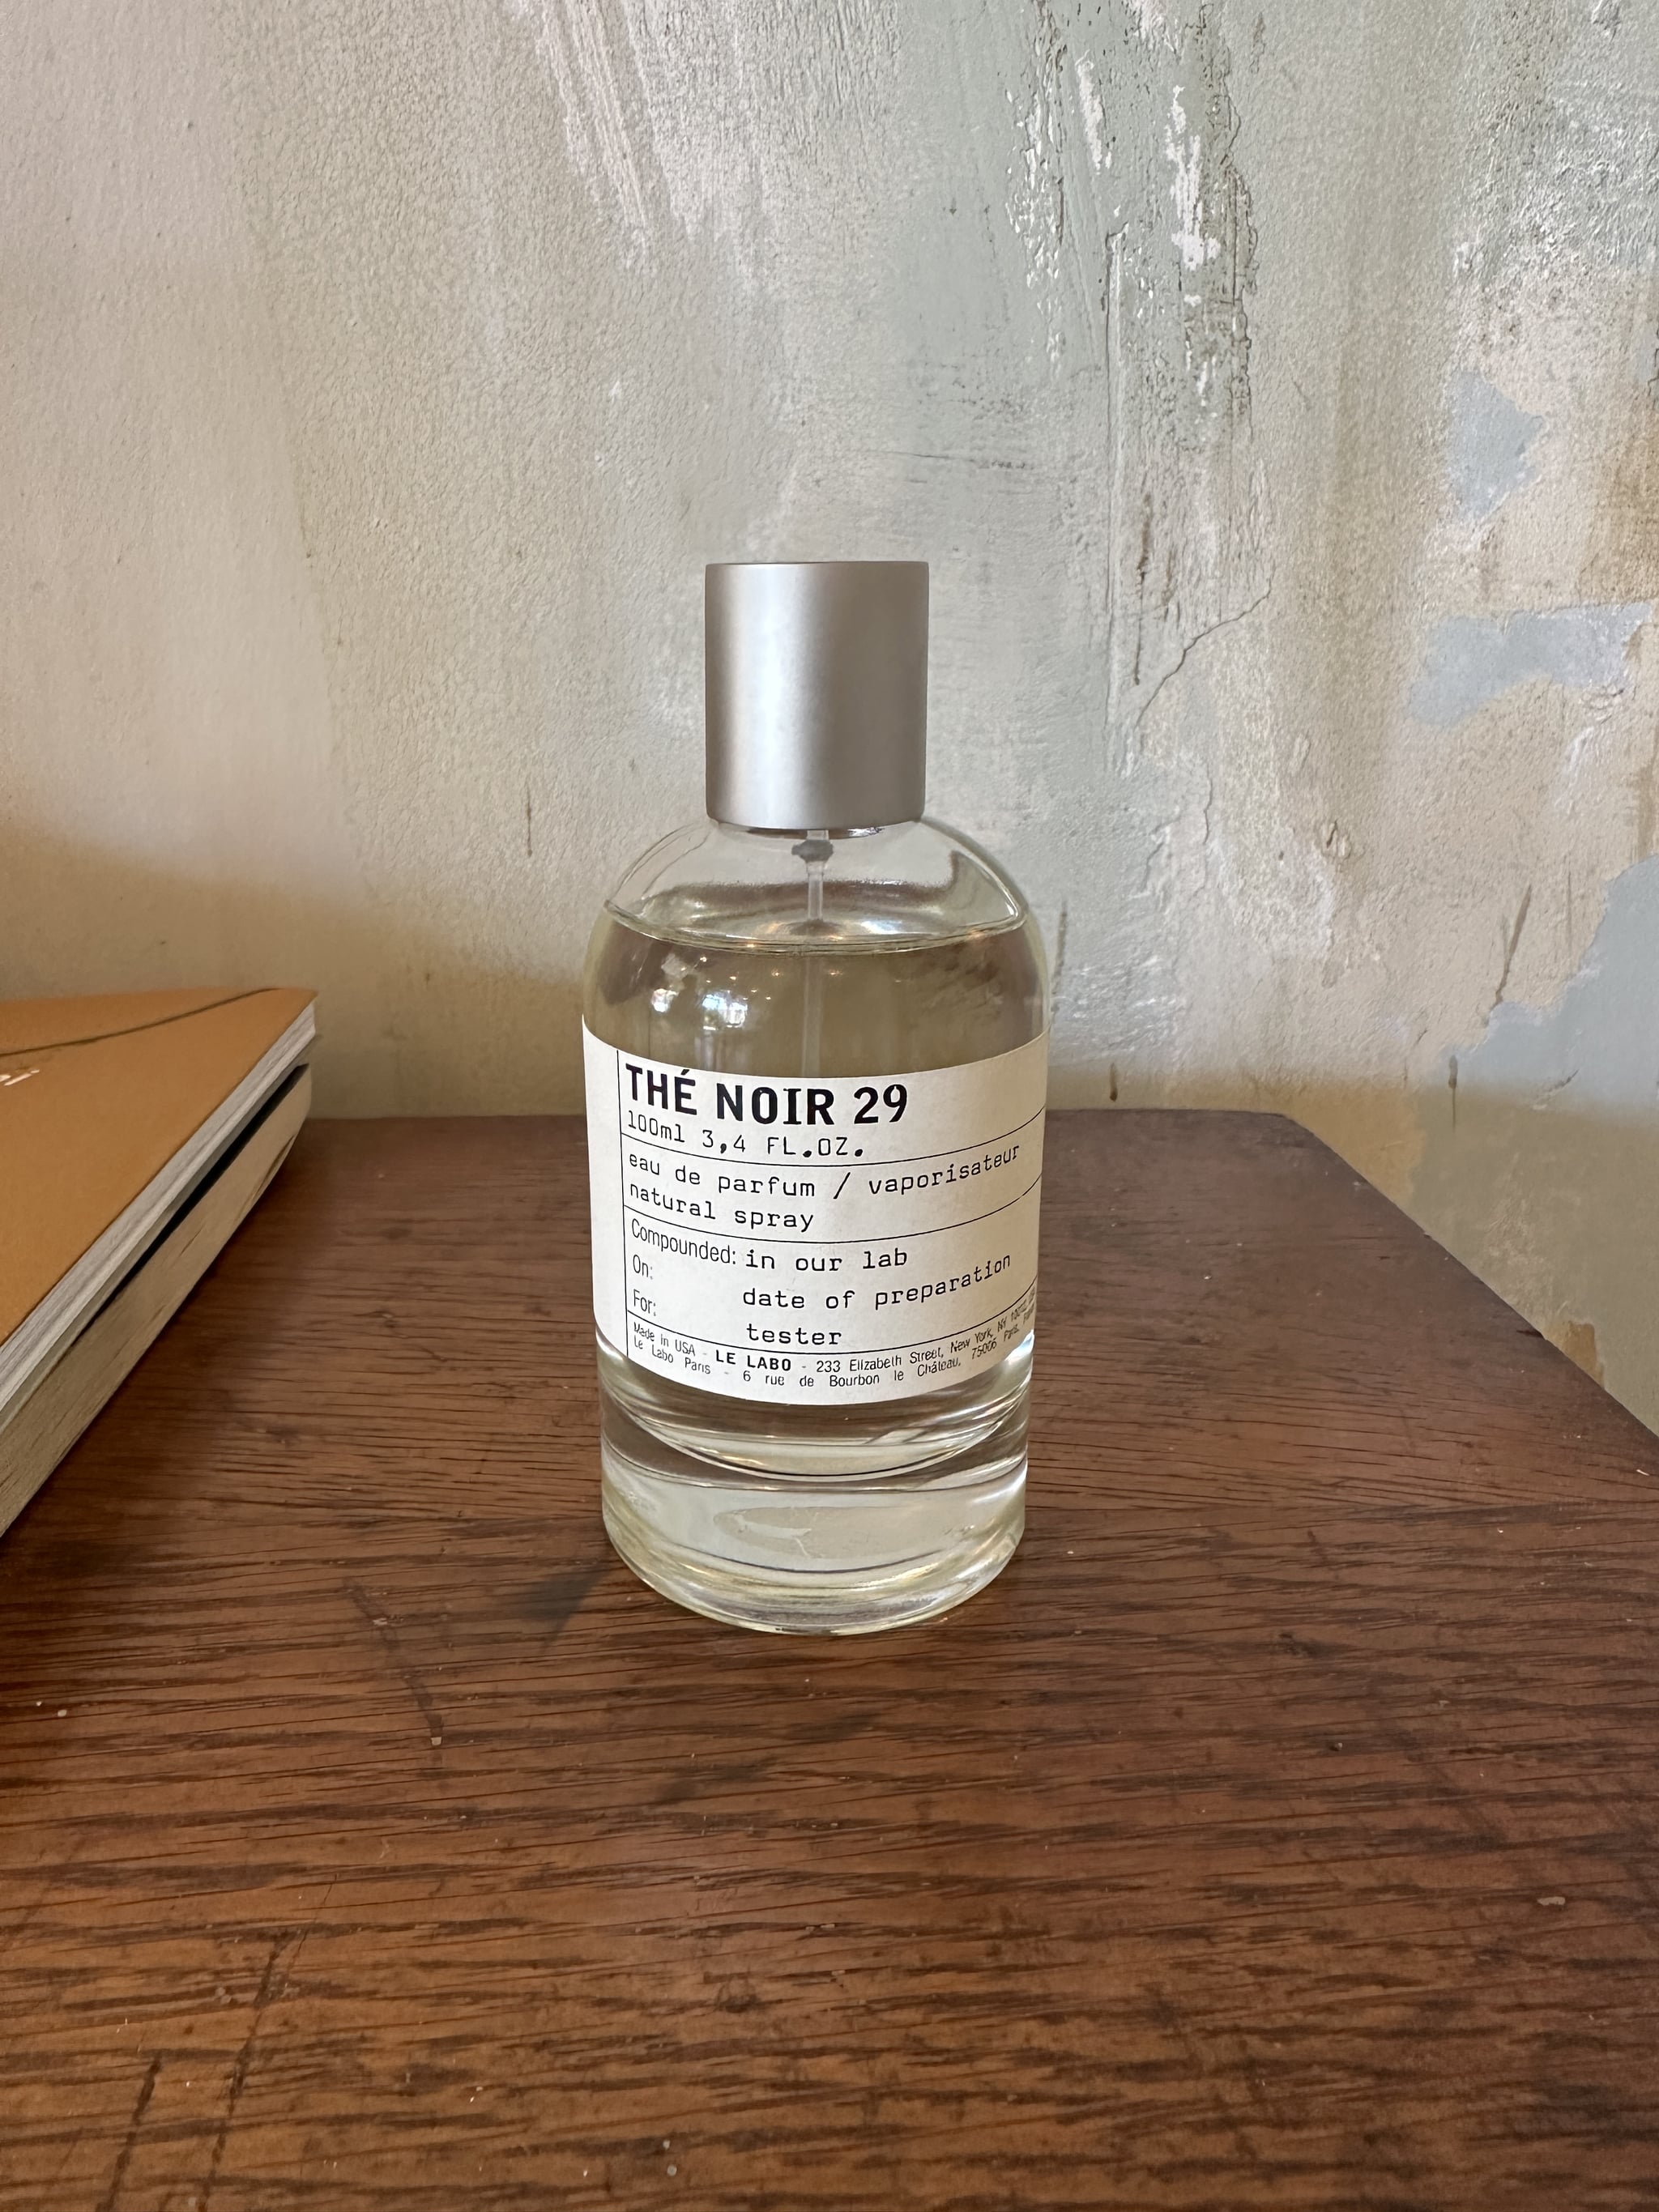 THÉ NOIR 29
100ml 3,4 FL.OZ.
eau de parfum / vaporisateur
natural spray
Compounded: in our lab
On: date of preparation
For: tester
Made in USA - LE LABO - 233 Elizabeth Street, New York, NY
Le Labo Paris - 6 rue de Bourbon le Château, 75006 Paris,